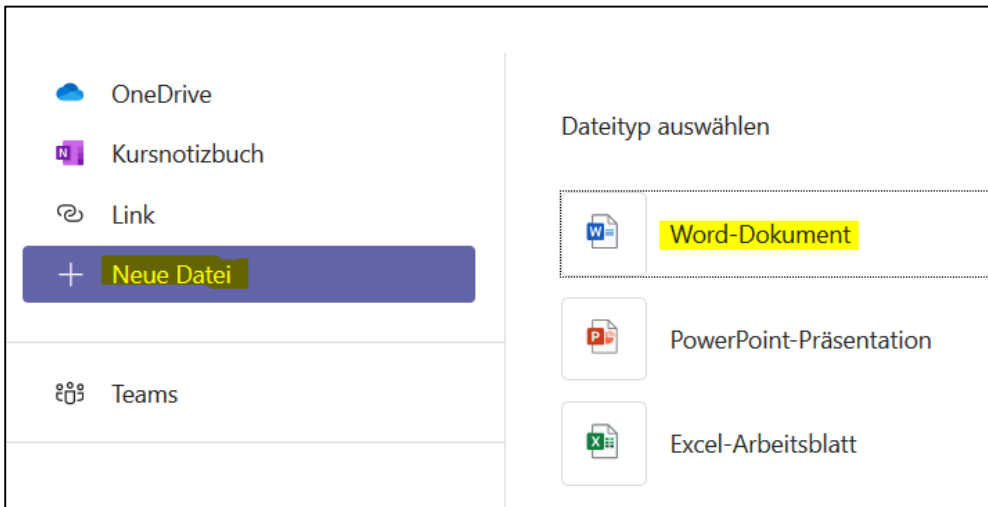 OneDrive
Kursnotizbuch
Link
Neue Datei
Teams
Dateityp auswählen
Word-Dokument
PowerPoint-Präsentation
Excel-Arbeitsblatt